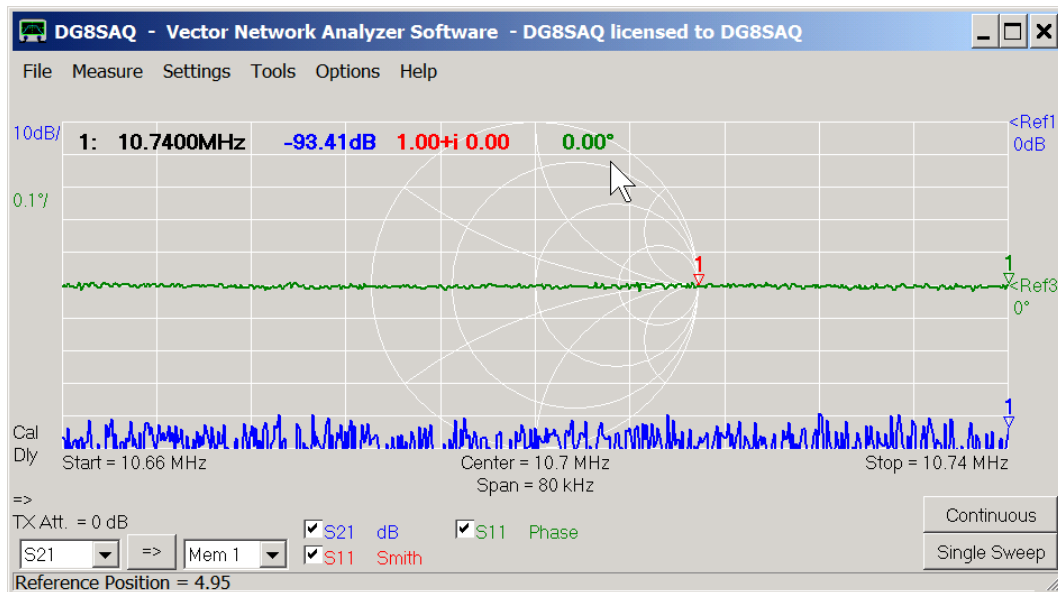 DG8SAQ - Vector Network Analyzer Software - DG8SAQ licensed to DG8SAQ
File Measure Settings Tools Options Help
10dB/
1: 10.7400MHz -93.41dB 1.00+i 0.00 0.00°
<Ref1
0dB
0.1°/
1
1
<Ref3
0°
1
Cal
Dly
Start = 10.66 MHz
Center = 10.7 MHz
Stop = 10.74 MHz
Span = 80 kHz
=>
TX Att. = 0 dB
S21 dB
S11 Phase
Continuous
S21
=>
Mem 1
S11 Smith
Single Sweep
Reference Position = 4.95